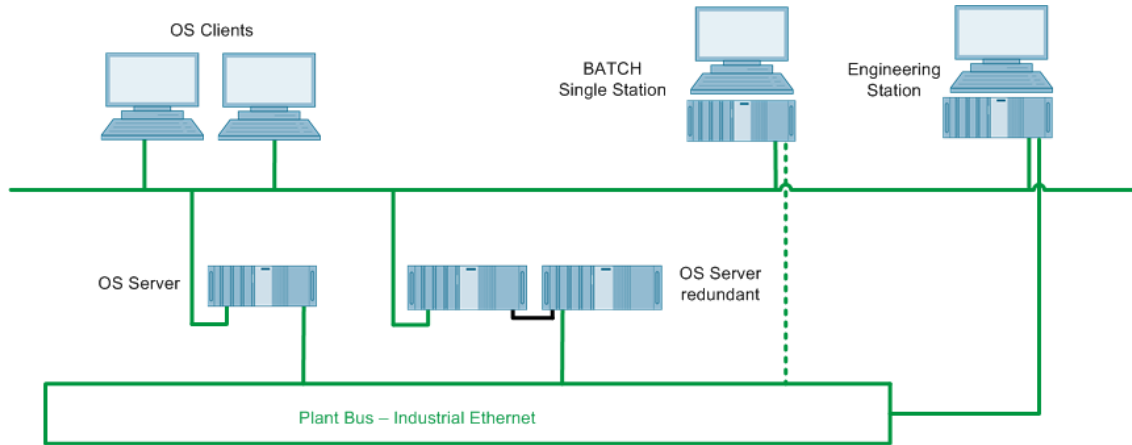 OS Clients
BATCH
Single Station
Engineering
Station
OS Server
OS Server
redundant
Plant Bus – Industrial Ethernet